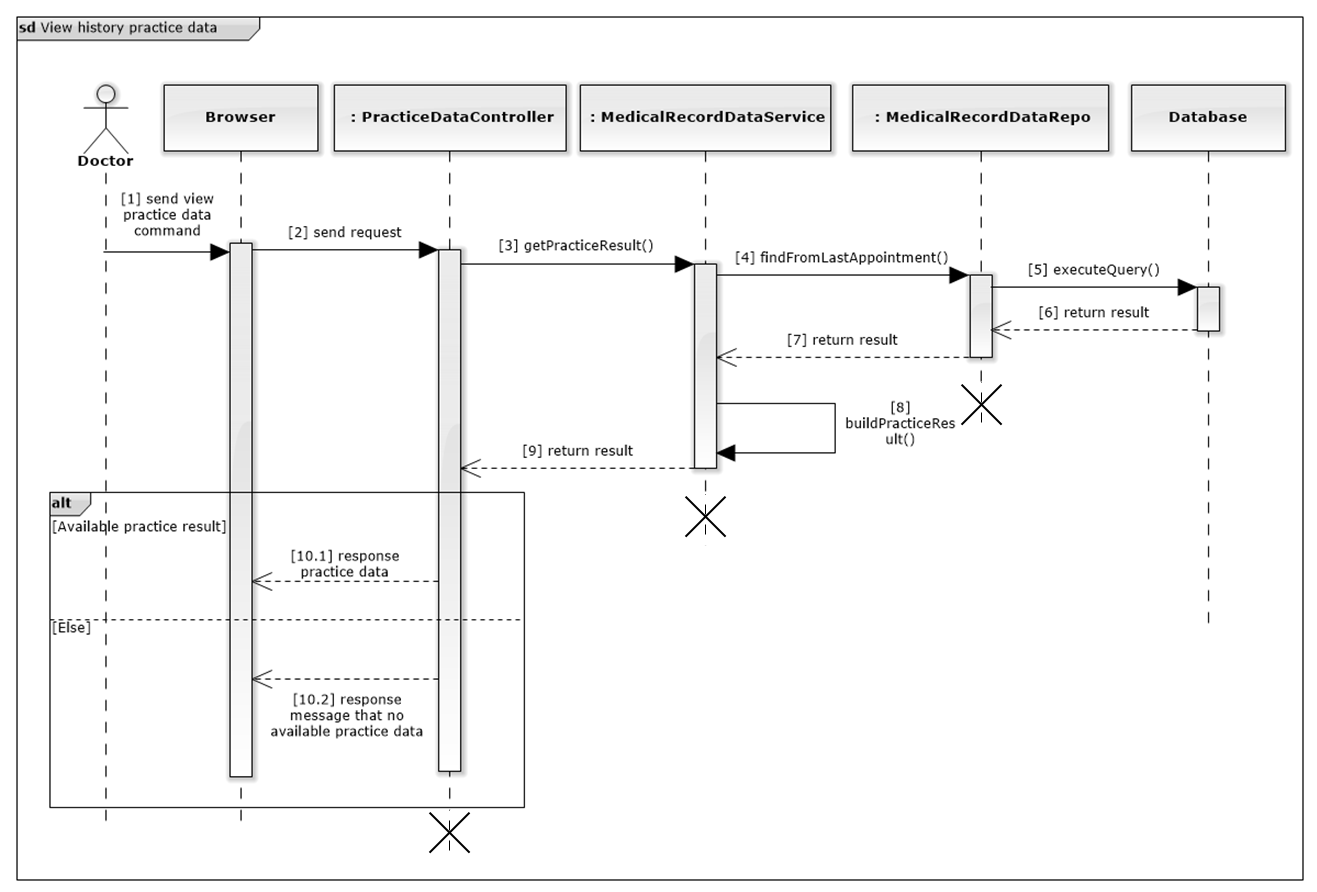 sd View history practice data
Doctor
Browser
: PracticeDataController
: MedicalRecordDataService
: MedicalRecordDataRepo
Database
[1] send view
practice data
command
[2] send request
[3] getPracticeResult()
[4] findFromLastAppointment()
[5] executeQuery()
[6] return result
[7] return result
[8]
buildPracticeRes
ult()
[9] return result
alt
[Available practice result]
[10.1] response
practice data
[Else]
[10.2] response
message that no
available practice data